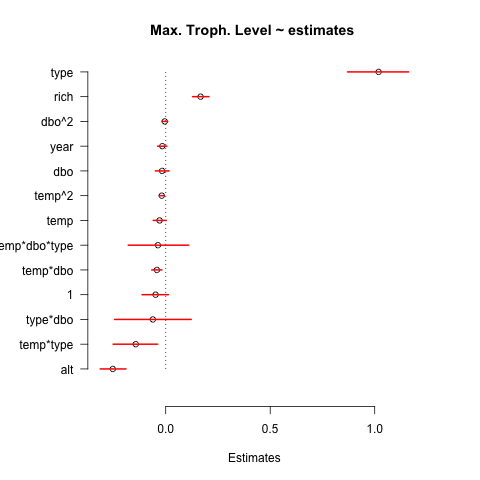 Max. Troph. Level ~ estimates
type
rich
dbo^2
year
dbo
temp^2
temp
emp*dbo*type
temp*dbo
1
type*dbo
temp*type
alt
0.0 0.5 1.0
Estimates